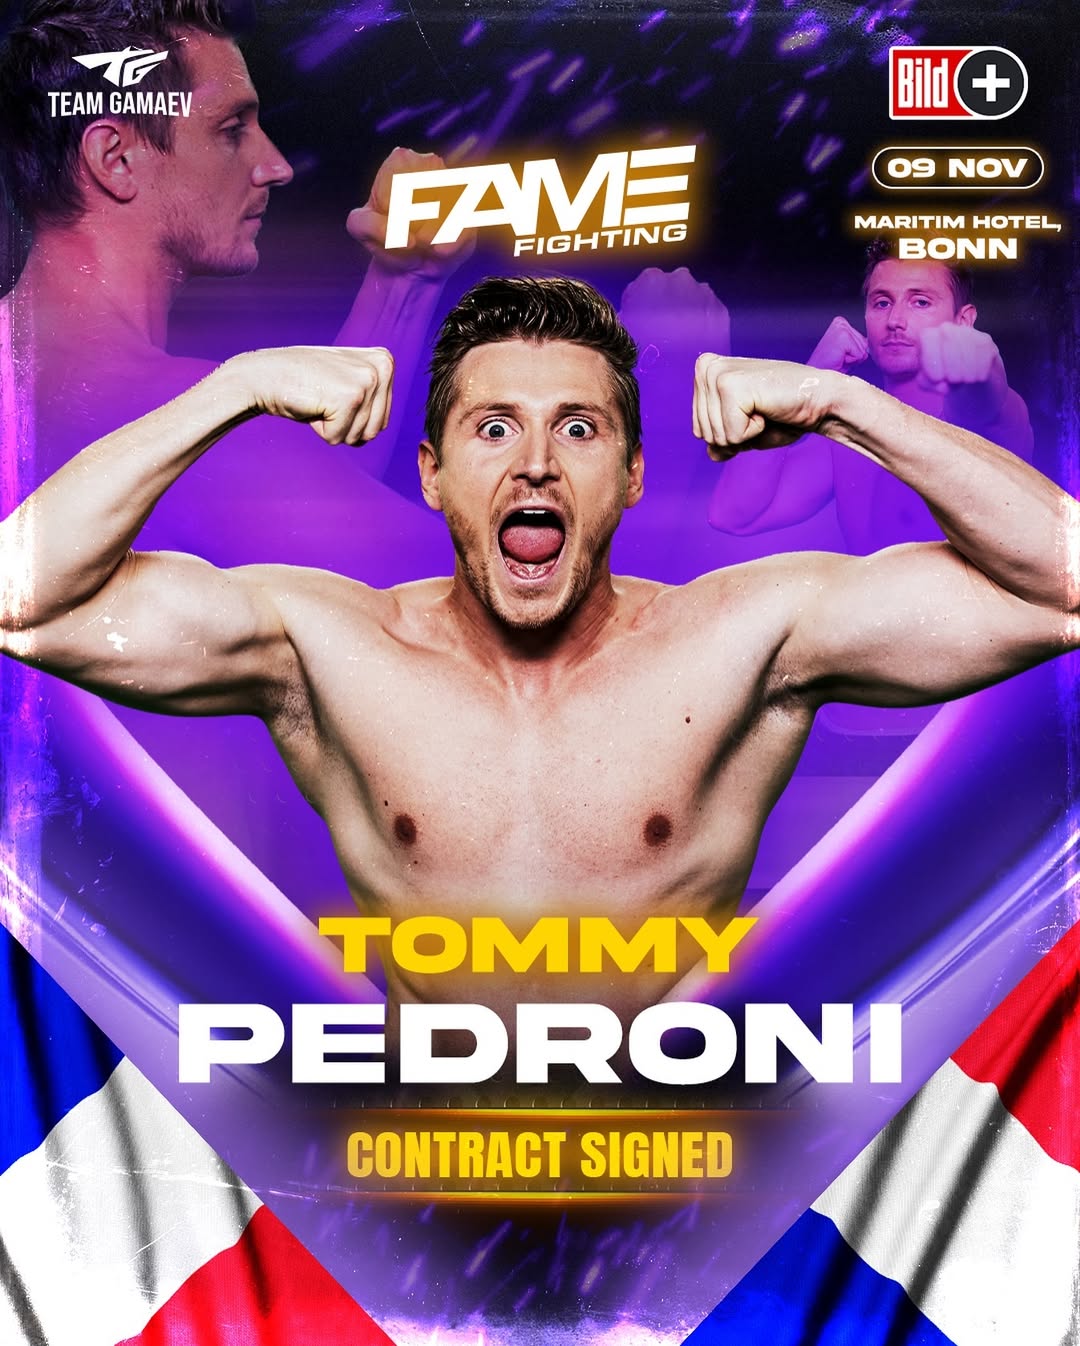 TEAM GAMAEV
Bild +
09 NOV
MARITIM HOTEL,
BONN
FAME
FIGHTING
TOMMY
PEDRONI
CONTRACT SIGNED